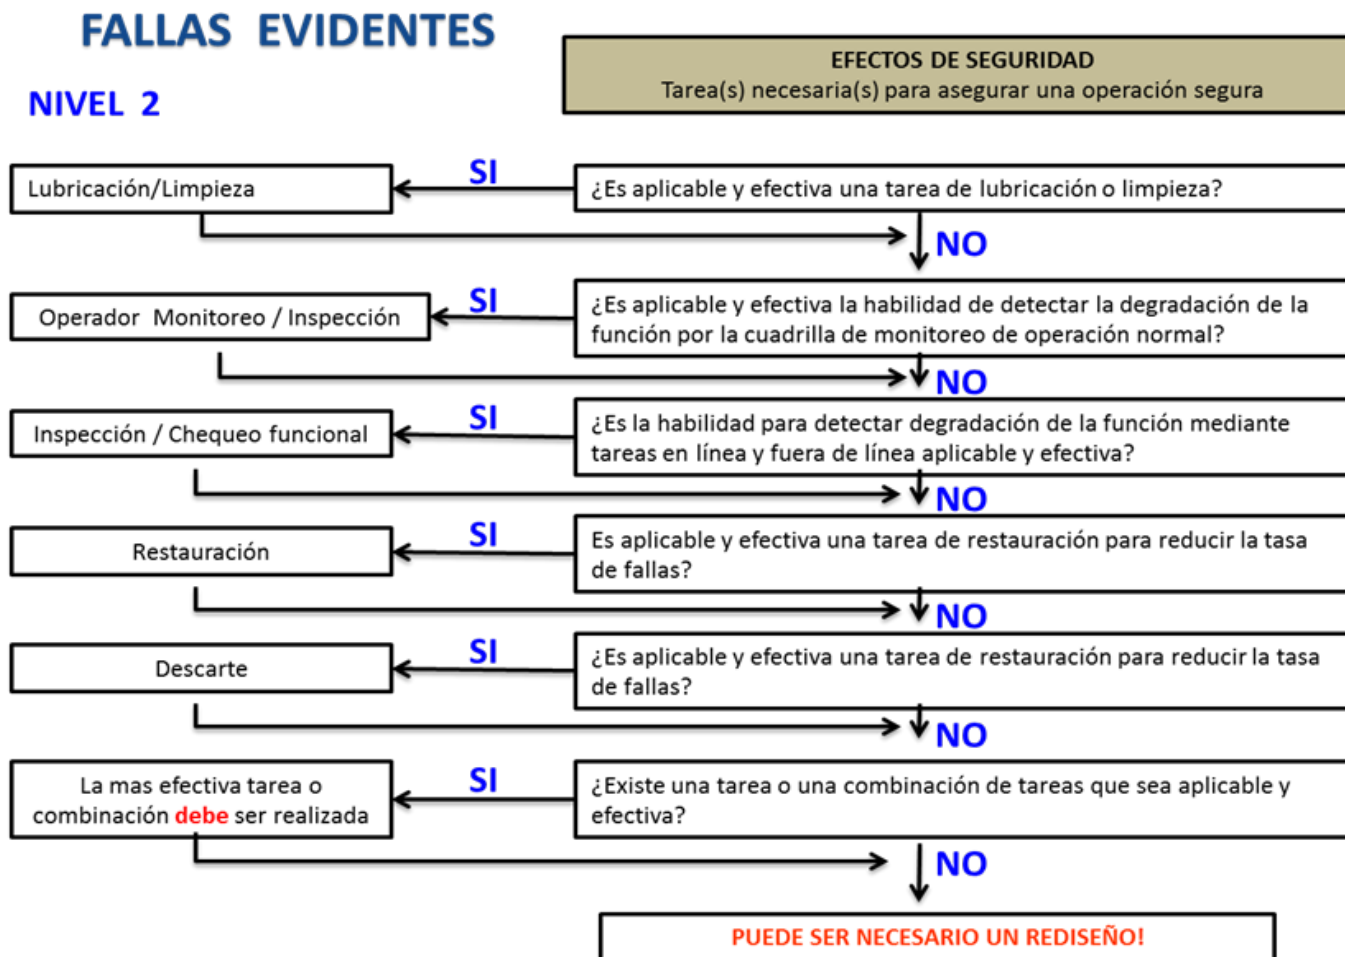 FALLAS EVIDENTES
EFECTOS DE SEGURIDAD
Tarea(s) necesaria(s) para asegurar una operación segura
NIVEL 2
Lubricación/Limpieza
SI
¿Es aplicable y efectiva una tarea de lubricación o limpieza?
NO
Operador Monitoreo / Inspección
SI
¿Es aplicable y efectiva la habilidad de detectar la degradación de la
función por la cuadrilla de monitoreo de operación normal?
NO
Inspección / Chequeo funcional
SI
¿Es la habilidad para detectar degradación de la función mediante
tareas en línea y fuera de línea aplicable y efectiva?
NO
Restauración
SI
Es aplicable y efectiva una tarea de restauración para reducir la tasa
de fallas?
NO
Descarte
SI
¿Es aplicable y efectiva una tarea de restauración para reducir la tasa
de fallas?
NO
La mas efectiva tarea o
combinación debe ser realizada
SI
¿Existe una tarea o una combinación de tareas que sea aplicable y
efectiva?
NO
PUEDE SER NECESARIO UN REDISEÑO!